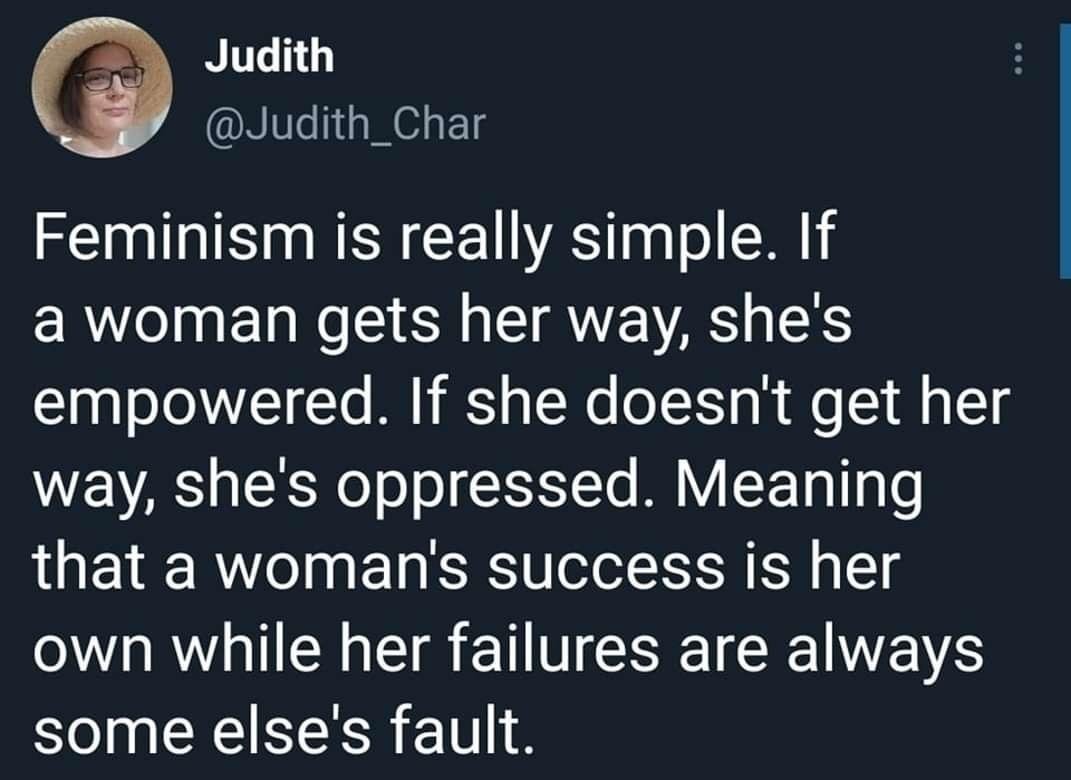 Judith
@Judith_Char
Feminism is really simple. If
a woman gets her way, she's
empowered. If she doesn't get her
way, she's oppressed. Meaning
that a woman's success is her
own while her failures are always
some else's fault.